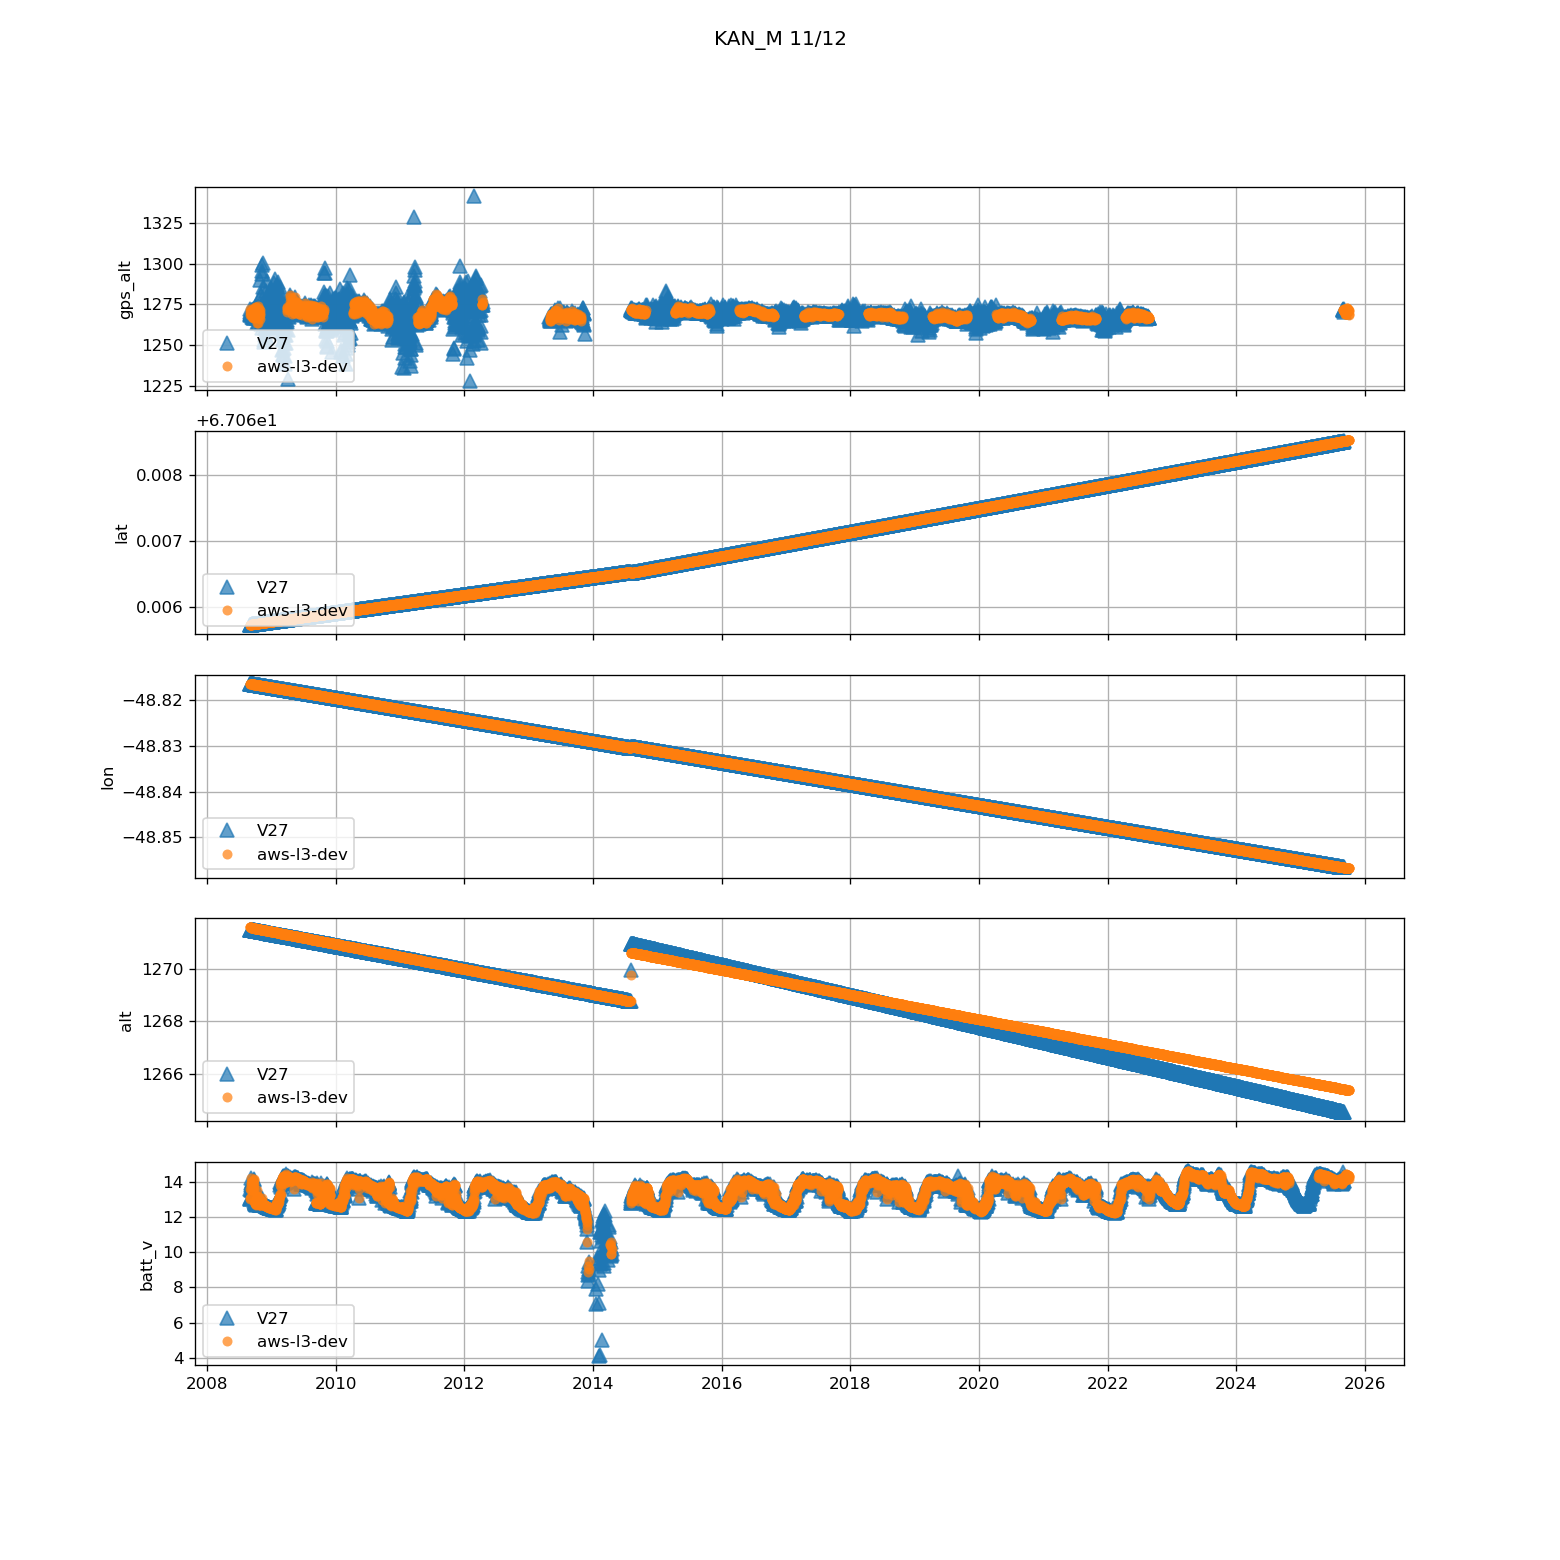 KAN_M 11/12
gps_alt
1325
1300
1275
1250
1225
V27
aws-l3-dev
+6.706e1
lat
0.008
0.007
0.006
V27
aws-l3-dev
lon
−48.82
−48.83
−48.84
−48.85
V27
aws-l3-dev
alt
1270
1268
1266
V27
aws-l3-dev
batt_v
14
12
10
8
6
4
V27
aws-l3-dev
2008 2010 2012 2014 2016 2018 2020 2022 2024 2026